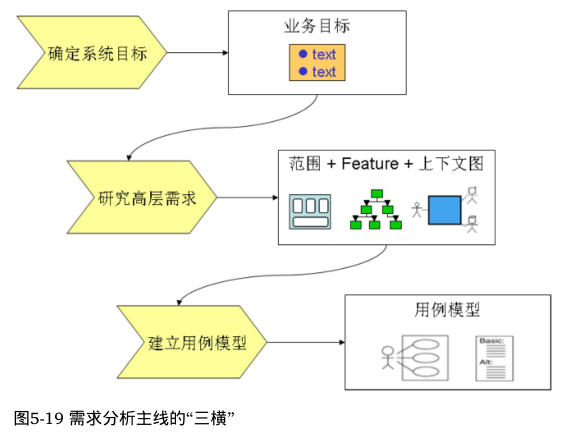 确定系统目标
业务目标
text
text
研究高层需求
范围 + Feature + 上下文图
建立用例模型
用例模型
Basic:
Alt:
图5-19 需求分析主线的“三横”